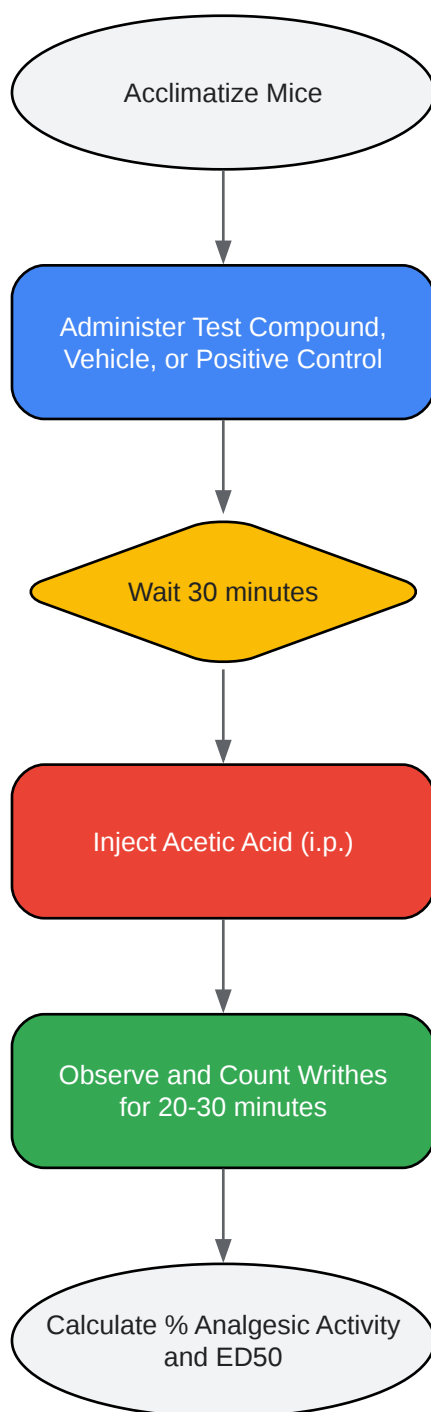 Acclimatize Mice
Administer Test Compound,
Vehicle, or Positive Control
Wait 30 minutes
Inject Acetic Acid (i.p.)
Observe and Count Writhes
for 20-30 minutes
Calculate % Analgesic Activity
and ED50